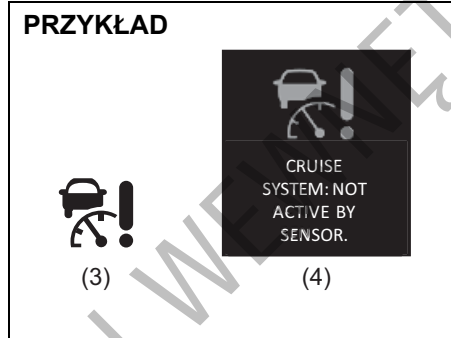 PRZYKŁAD
CRUISE
SYSTEM: NOT
ACTIVE BY
SENSOR.
(3)
(4)